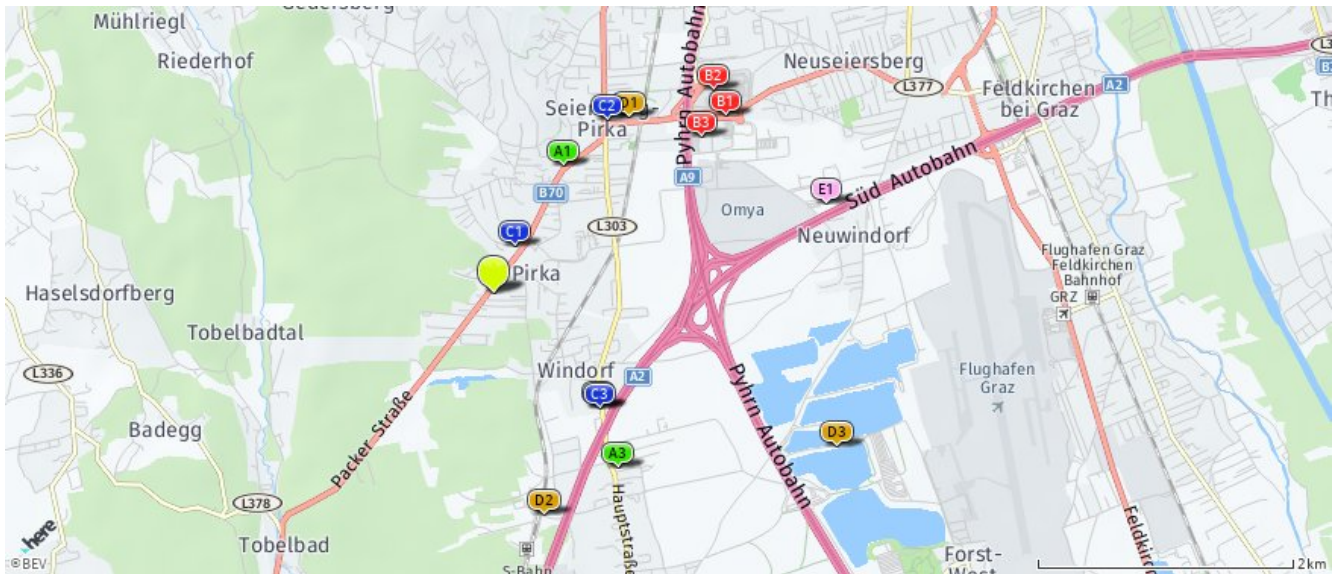 Mühlriegl
Riederhof
Pyhrn Autobahn
Neuseiersberg
L377
Feldkirchen
bei Graz
A2
B2
B1
B3
C2
D1
Pirka
A1
B70
A9
E1
Süd Autobahn
Omya
Neuwindorf
L303
C1
Pirka
Flughafen Graz
Feldkirchen
Bahnhof
GRZ
Haselsdorfberg
Tobelbadtal
L336
Windorf
A2
C3
Flughafen
Graz
Badegg
Packer Straße
Pyhrn Autobahn
D3
A3
D2
L378
Hauptstraße
Tobelbad
S-Bahn
Forst-
here
©BEV
2km